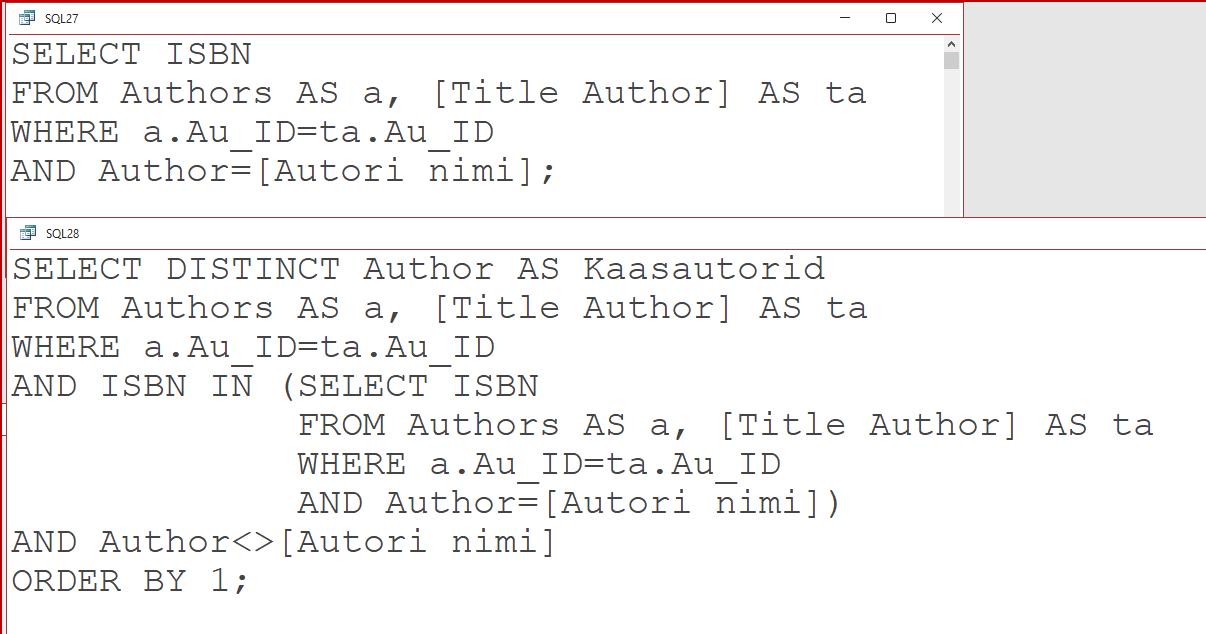 SQL27
SELECT ISBN
FROM Authors AS a, [Title Author] AS ta
WHERE a.Au_ID=ta.Au_ID
AND Author=[Autori nimi];
SQL28
SELECT DISTINCT Author AS Kaasautorid
FROM Authors AS a, [Title Author] AS ta
WHERE a.Au_ID=ta.Au_ID
AND ISBN IN (SELECT ISBN
FROM Authors AS a, [Title Author] AS ta
WHERE a.Au_ID=ta.Au_ID
AND Author=[Autori nimi])
AND Author<>[Autori nimi]
ORDER BY 1;